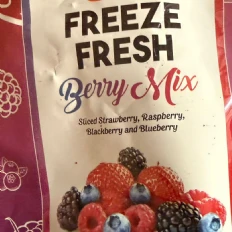 FREEZE
FRESH
Berry Mix
Sliced Strawberry, Raspberry,
Blackberry and Blueberry